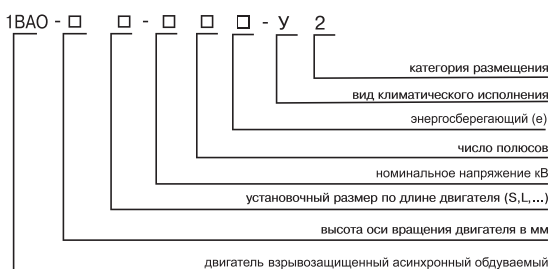 1ВАО - □ □ - □ □ □ - У 2
категория размещения
вид климатического исполнения
энергосберегающий (е)
число полюсов
номинальное напряжение кВ
установочный размер по длине двигателя (S,L,...)
высота оси вращения двигателя в мм
двигатель взрывозащищенный асинхронный обдуваемый